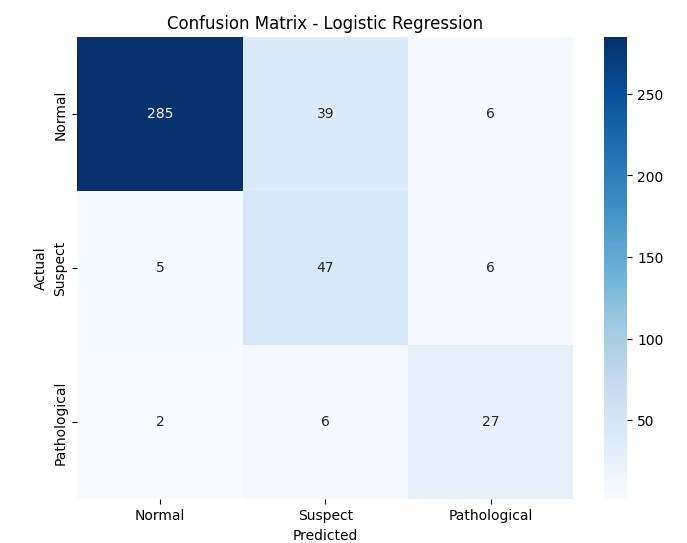 Confusion Matrix - Logistic Regression
Actual
Normal
285 39 6
Suspect
5 47 6
Pathological
2 6 27
Normal Suspect Pathological
Predicted
250
200
150
100
50